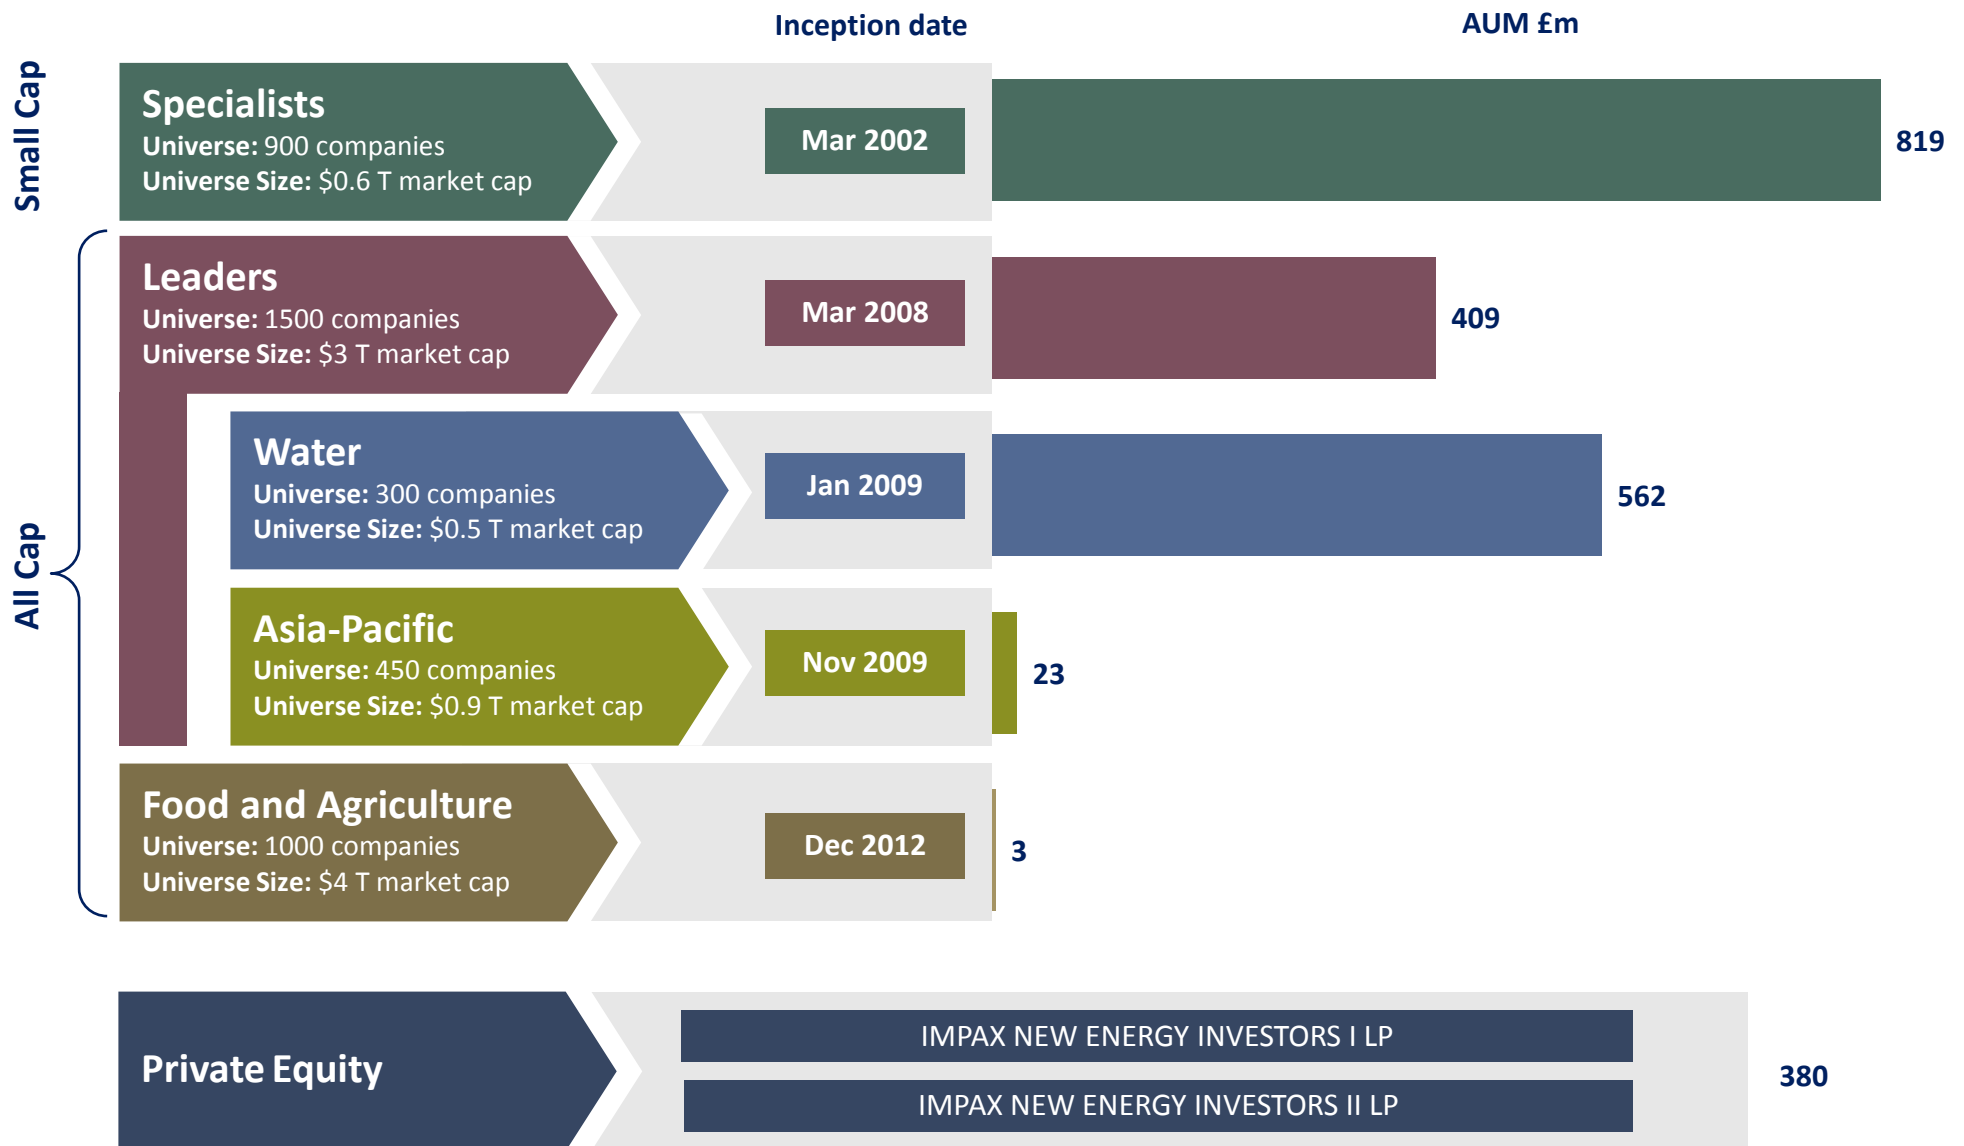 Inception date
AUM £m
Small Cap
Specialists
Universe: 900 companies
Universe Size: $0.6 T market cap
Mar 2002
819
All Cap
Leaders
Universe: 1500 companies
Universe Size: $3 T market cap
Mar 2008
409
Water
Universe: 300 companies
Universe Size: $0.5 T market cap
Jan 2009
562
Asia-Pacific
Universe: 450 companies
Universe Size: $0.9 T market cap
Nov 2009
23
Food and Agriculture
Universe: 1000 companies
Universe Size: $4 T market cap
Dec 2012
3
Private Equity
IMPAX NEW ENERGY INVESTORS I LP
IMPAX NEW ENERGY INVESTORS II LP
380